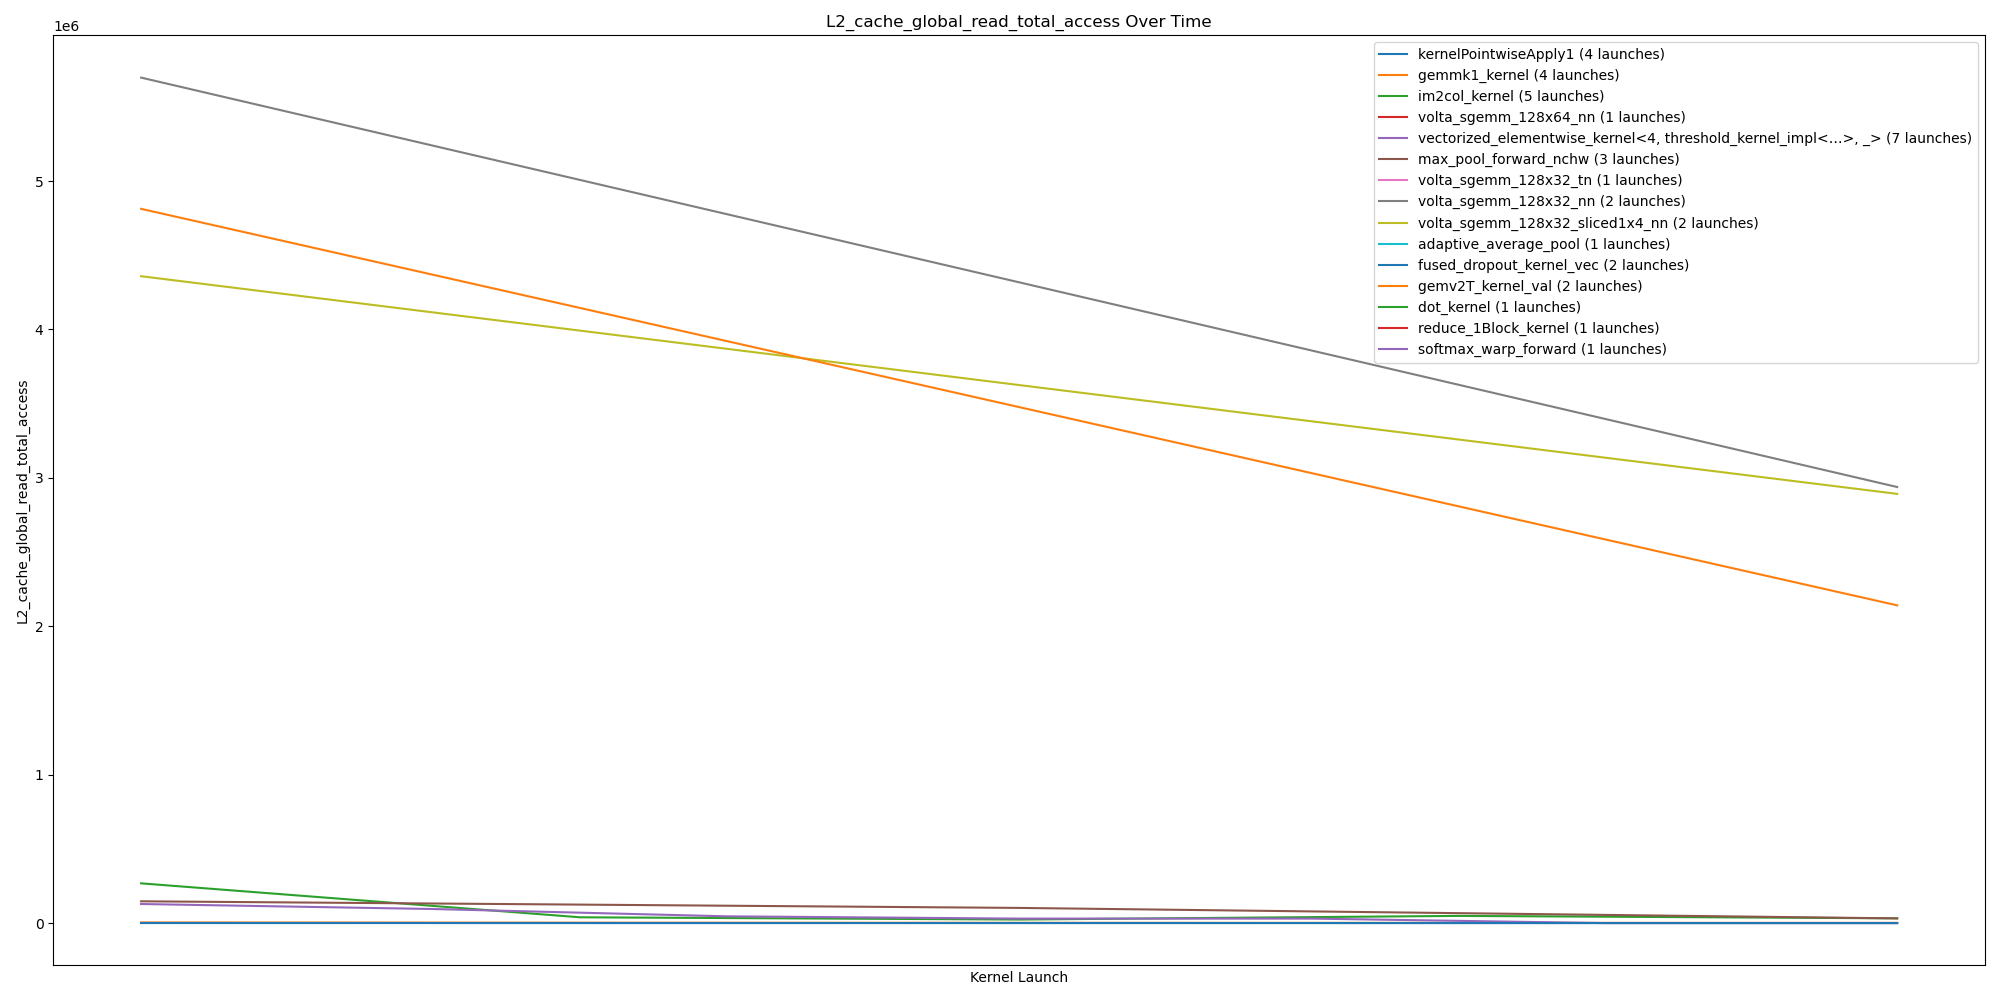 L2_cache_global_read_total_access Over Time
1e6
kernelPointwiseApply1 (4 launches)
gemmk1_kernel (4 launches)
im2col_kernel (5 launches)
volta_sgemm_128x64_nn (1 launches)
vectorized_elementwise_kernel<4, threshold_kernel_impl<...>, _> (7 launches)
max_pool_forward_nchw (3 launches)
volta_sgemm_128x32_tn (1 launches)
volta_sgemm_128x32_nn (2 launches)
volta_sgemm_128x32_sliced1x4_nn (2 launches)
adaptive_average_pool (1 launches)
fused_dropout_kernel_vec (2 launches)
gemv2T_kernel_val (2 launches)
dot_kernel (1 launches)
reduce_1Block_kernel (1 launches)
softmax_warp_forward (1 launches)
5
4
3
2
1
0
L2_cache_global_read_total_access
Kernel Launch